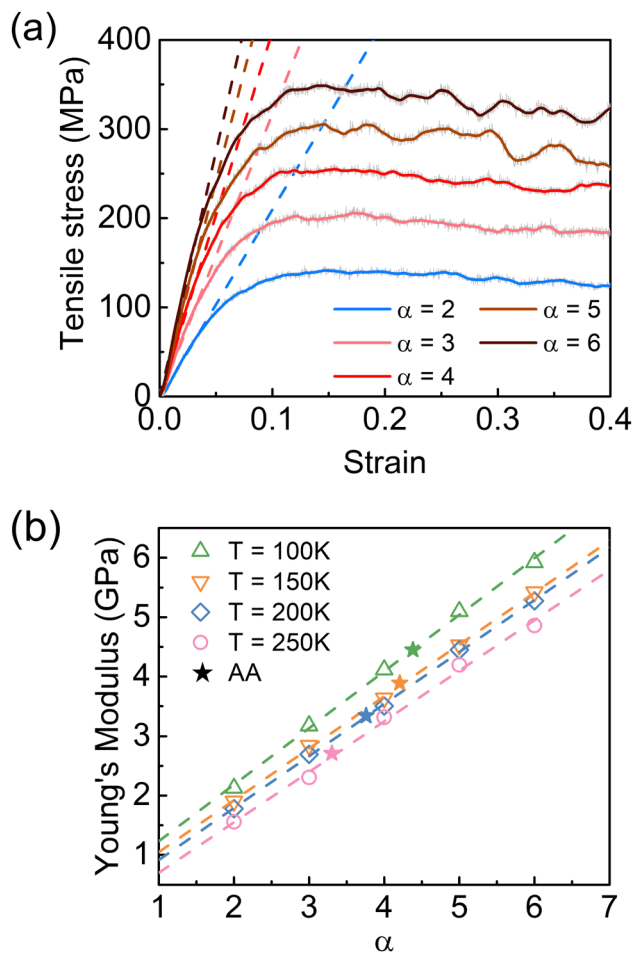 (a)
400
300
200
100
0
Tensile stress (MPa)
α = 2
α = 5
α = 3
α = 6
α = 4
0.0
0.1
0.2
0.3
0.4
Strain
(b)
6
5
4
3
2
1
Young's Modulus (GPa)
T = 100K
T = 150K
T = 200K
T = 250K
AA
1
2
3
4
5
6
7
α